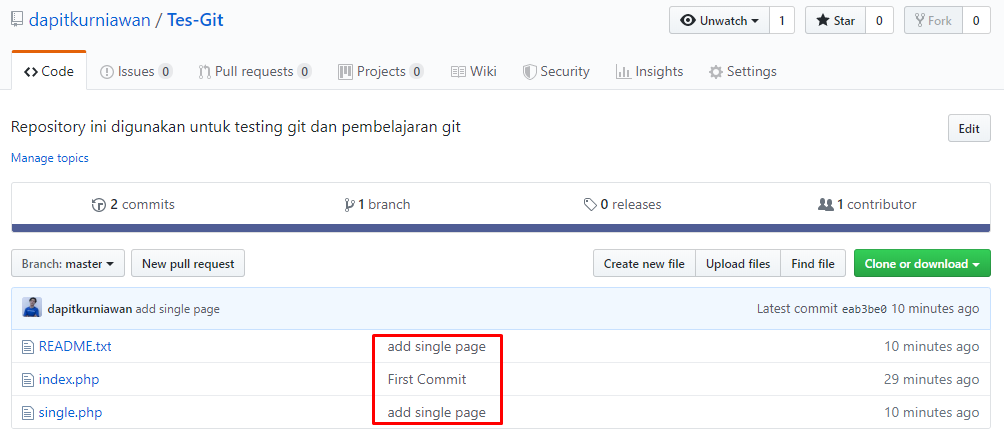 dapitkurniawan / Tes-Git Unwatch 1 Star 0 Fork 0
Code Issues 0 Pull requests 0 Projects 0 Wiki Security Insights Settings
Repository ini digunakan untuk testing git dan pembelajaran git Edit
Manage topics
2 commits 1 branch 0 releases 1 contributor
Branch: master New pull request Create new file Upload files Find file Clone or download
dapitkurniawan add single page Latest commit eab3be0 10 minutes ago
README.txt add single page 10 minutes ago
index.php First Commit 29 minutes ago
single.php add single page 10 minutes ago